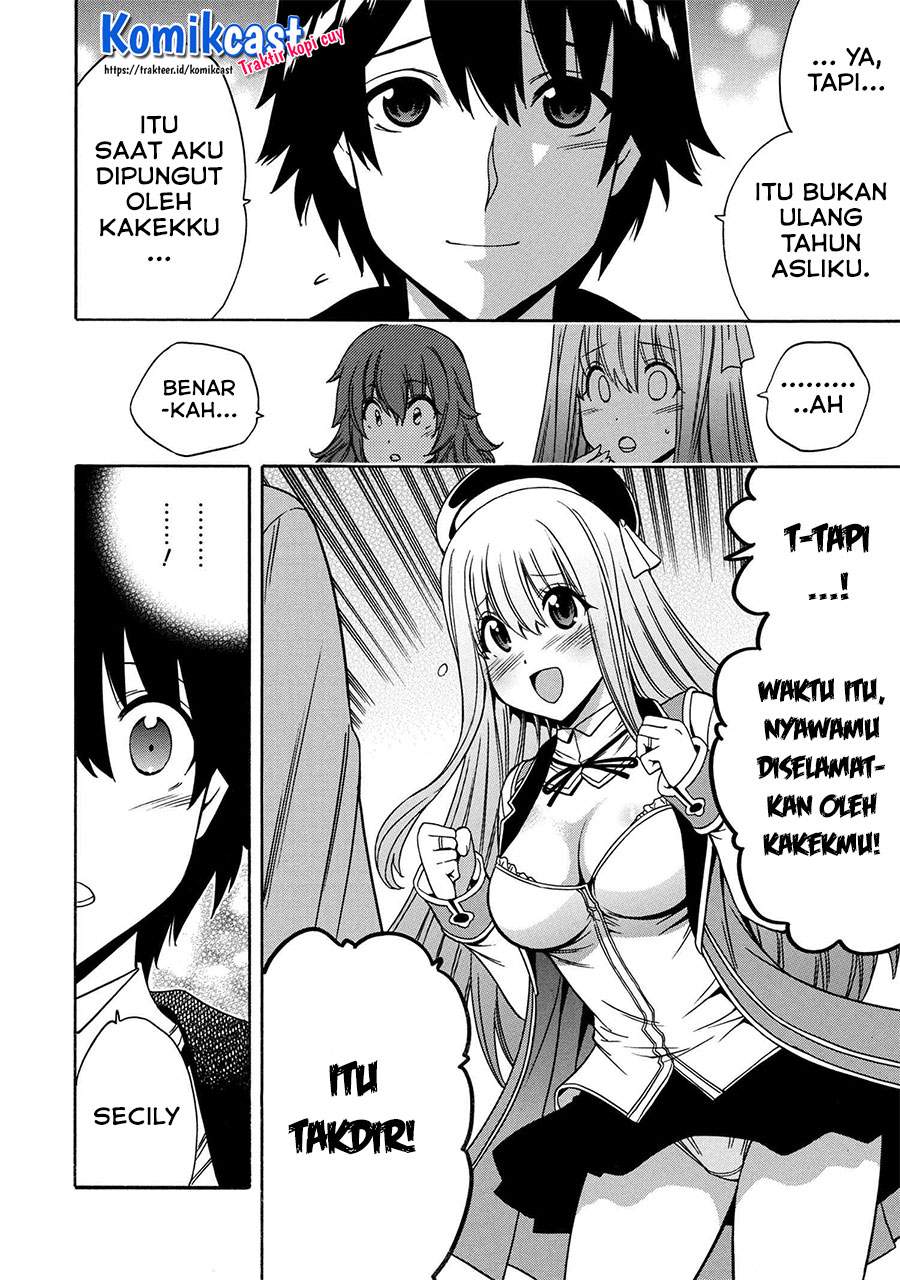 Komikcast
Traktir kopi cuy
https://trakteer.id/komikcast
... YA,
TAPI...
ITU BUKAN
ULANG
TAHUN
ASLIKU.
ITU
SAAT AKU
DIPUNGUT
OLEH
KAKEKKU
...
..........
..AH
BENAR
-KAH...
T-TAPI
....!
WAKTU ITU,
NYAWAMU
DISELAMAT-
KAN OLEH
KAKEKMU!
ITU
TAKDIR!
......,
SECILY